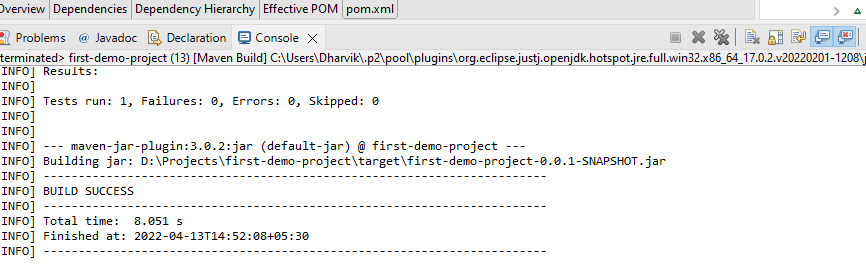 Overview Dependencies Dependency Hierarchy Effective POM pom.xml
Problems @ Javadoc Declaration Console
terminated> first-demo-project (13) [Maven Build] C:\Users\Dharvik\.p2\pool\plugins\org.eclipse.justj.openjdk.hotspot.jre.full.win32.x86_64_17.0.2.v20220201-1208\j
INFO] Results:
INFO]
INFO] Tests run: 1, Failures: 0, Errors: 0, Skipped: 0
INFO]
INFO]
INFO] --- maven-jar-plugin:3.0.2:jar (default-jar) @ first-demo-project ---
INFO] Building jar: D:\Projects\first-demo-project\target\first-demo-project-0.0.1-SNAPSHOT.jar
INFO] ------------------------------------------------------------------------
INFO] BUILD SUCCESS
INFO] ------------------------------------------------------------------------
INFO] Total time:  8.051 s
INFO] Finished at: 2022-04-13T14:52:08+05:30
INFO] ------------------------------------------------------------------------